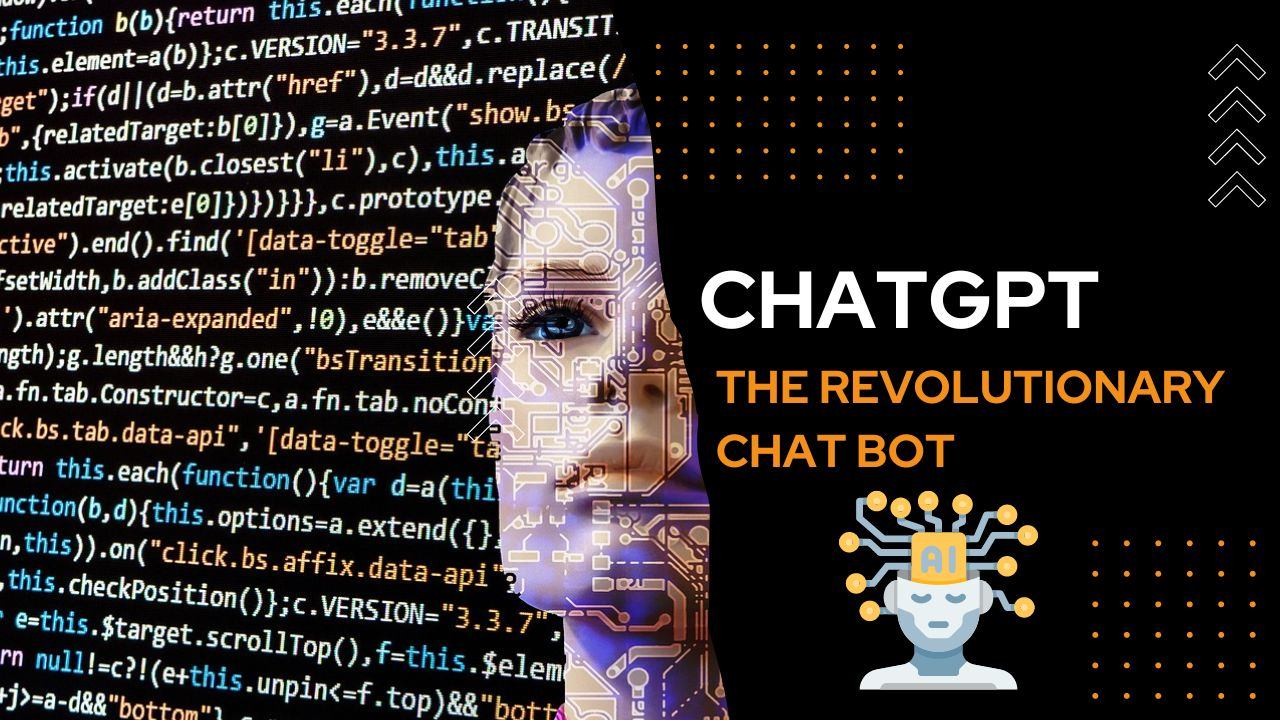 ;function b(b){return this.each(function(){
this.element=a(b)};c.VERSION="3.3.7",c.TRANSIT
get");if(d||(d=b.attr("href"),d=d&&d.replace(/
b",{relatedTarget:b[0]}),g=a.Event("show.bs
;this.activate(b.closest("li"),c),this.a
relatedTarget:e[0]})})}}},c.prototype.
ctive").end().find('[data-toggle="tab"
fsetWidth,b.addClass("in")):b.removeCl
').attr("aria-expanded",!0),e&&e()}va
ngth);g.length&&h?g.one("bsTransition
a.fn.tab.Constructor=c,a.fn.tab.noCon
ck.bs.tab.data-api",'[data-toggle="ta
turn this.each(function(){var d=a(thi
unction(b,d){this.options=a.extend({},
n,this)).on("click.bs.affix.data-api"
,this.checkPosition()};c.VERSION="3.3.7",
r e=this.$target.scrollTop(),f=this.$elem
rn null!=c?!(e+this.unpin<=f.top)&&"bott
+j>=a-d&&"bottom"}
CHATGPT
THE REVOLUTIONARY
CHAT BOT
AI